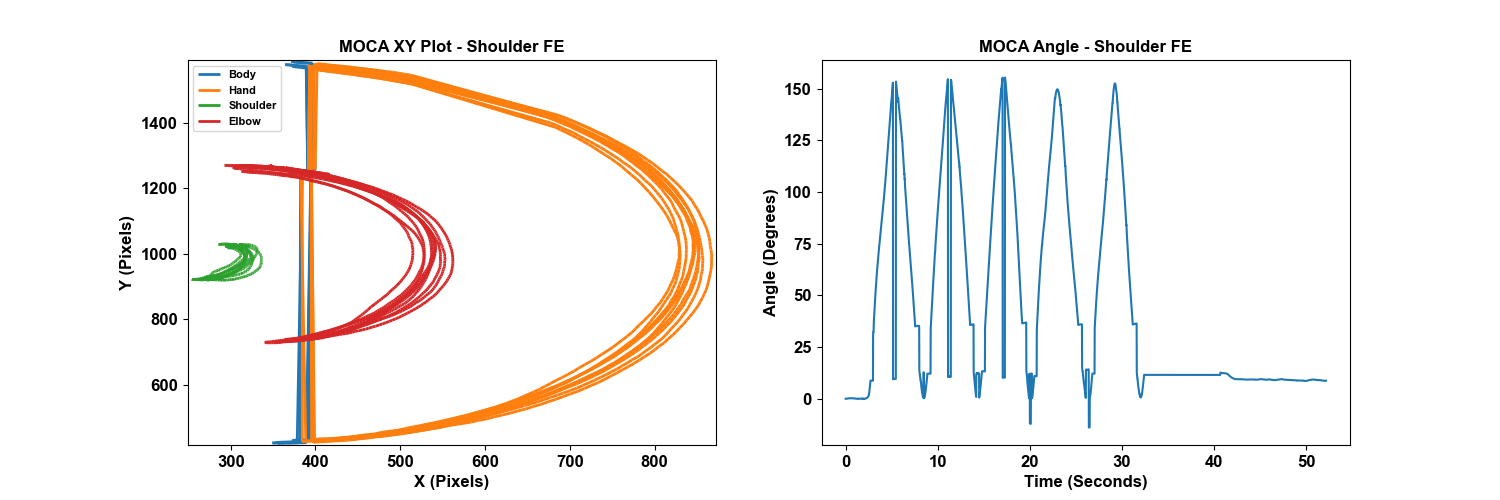 MOCA XY Plot - Shoulder FE
Body
Hand
Shoulder
Elbow
1400
1200
1000
800
600
Y (Pixels)
300 400 500 600 700 800
X (Pixels)
MOCA Angle - Shoulder FE
150
125
100
75
50
25
0
Angle (Degrees)
0 10 20 30 40 50
Time (Seconds)